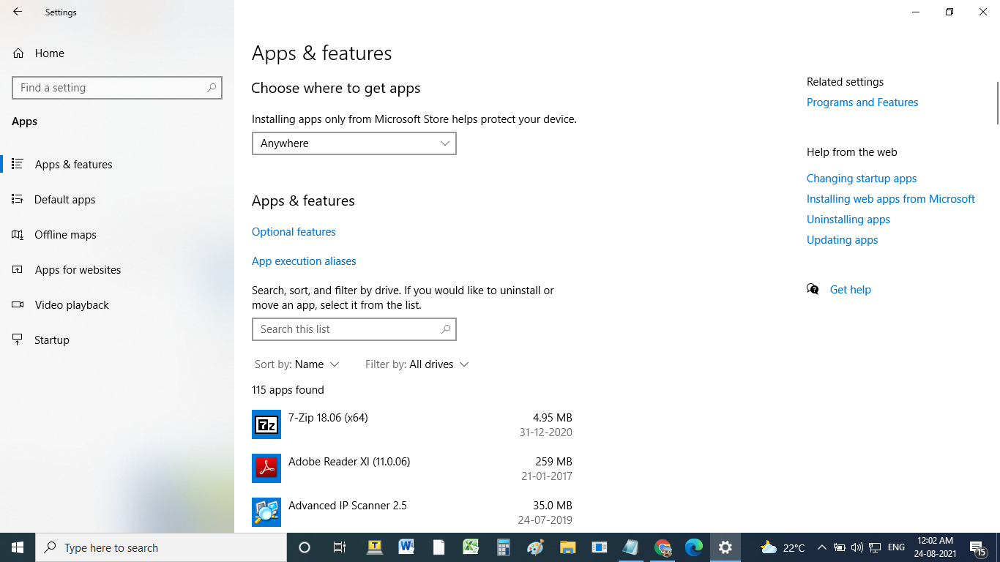 Settings
Home
Find a setting
Apps
Apps & features
Default apps
Offline maps
Apps for websites
Video playback
Startup
Apps & features
Choose where to get apps
Installing apps only from Microsoft Store helps protect your device.
Anywhere
Apps & features
Optional features
App execution aliases
Search, sort, and filter by drive. If you would like to uninstall or
move an app, select it from the list.
Search this list
Sort by: Name Filter by: All drives
115 apps found
7-Zip 18.06 (x64) 4.95 MB
31-12-2020
Adobe Reader XI (11.0.06) 259 MB
21-01-2017
Advanced IP Scanner 2.5 35.0 MB
24-07-2019
Related settings
Programs and Features
Help from the web
Changing startup apps
Installing web apps from Microsoft
Uninstalling apps
Updating apps
Get help
Type here to search
22°C
ENG
12:02 AM
24-08-2021
15